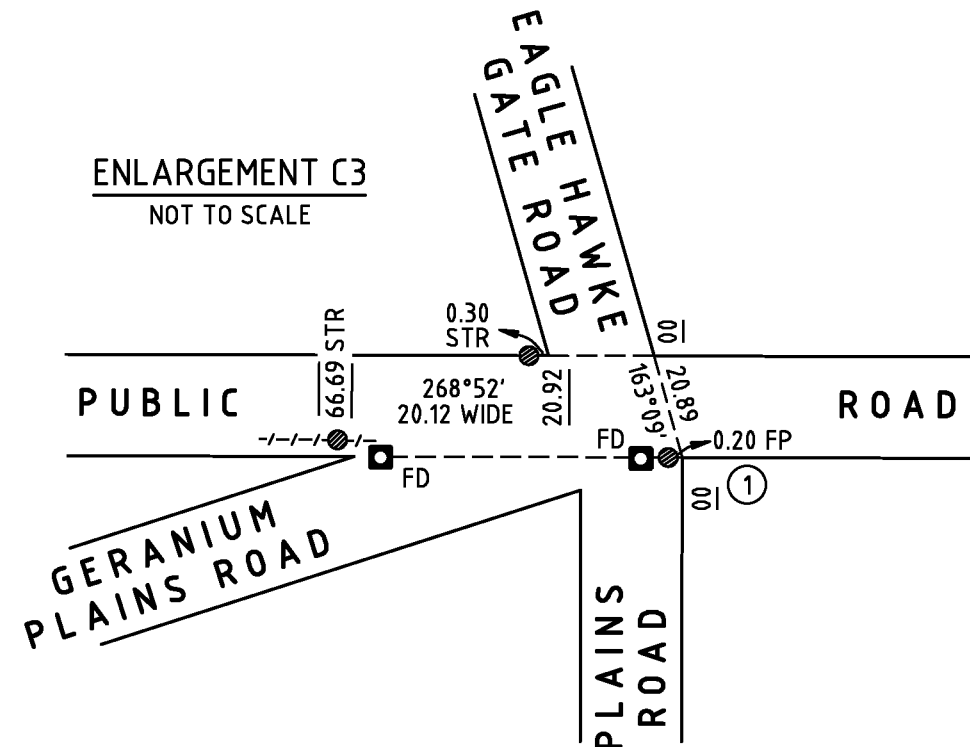 EAGLE HAWKE
GATE ROAD
ENLARGEMENT C3
NOT TO SCALE
0.30
STR
66.69 STR
00
PUBLIC
268°52'
20.12 WIDE
20.92
163°09'
20.89
ROAD
FD
0.20 FP
FD
00
1
GERANIUM
PLAINS ROAD
PLAINS
ROAD